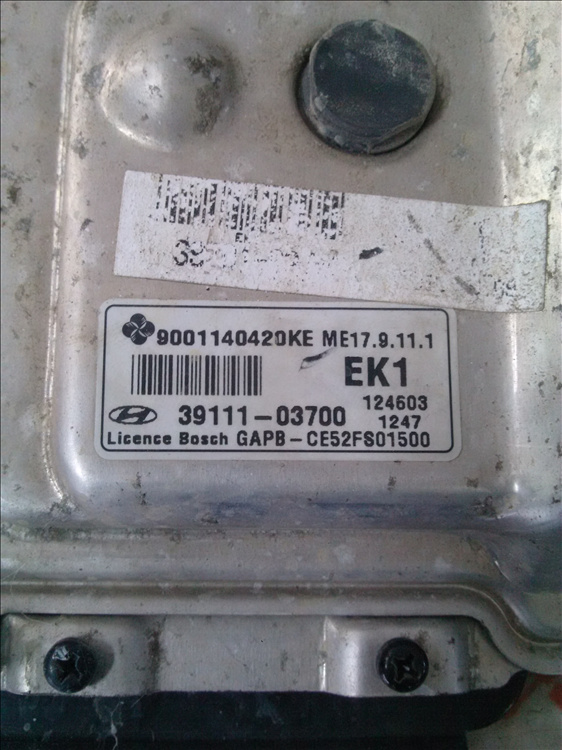 9001140420KE ME17.9.11.1
EK1
124603
39111-03700 1247
Licence Bosch GAPB-CE52FS01500